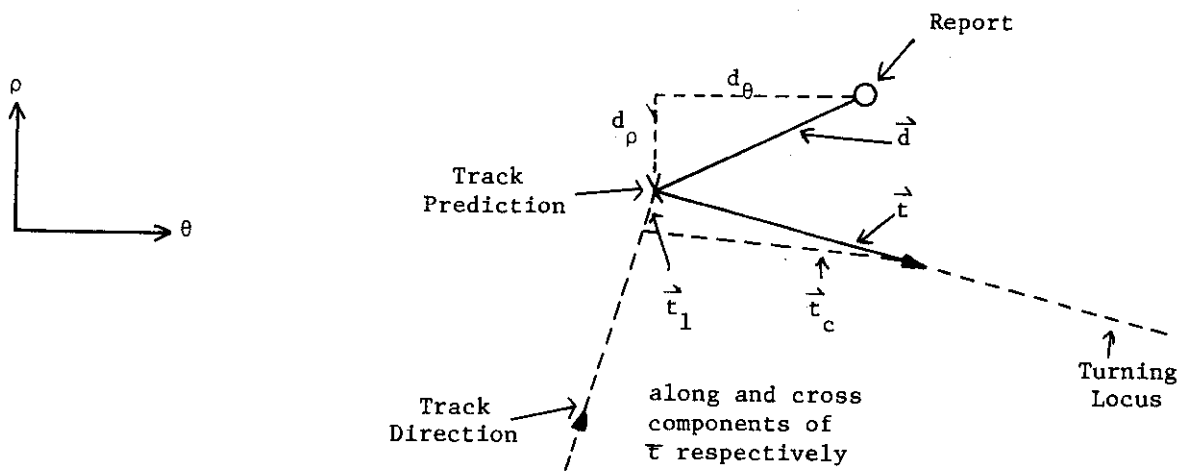 Report
ρ
d_θ
d_ρ
d⃗
Track
Prediction
t⃗
θ
t⃗_1
t⃗_c
Turning
Locus
Track
Direction
along and cross
components of
t̅ respectively